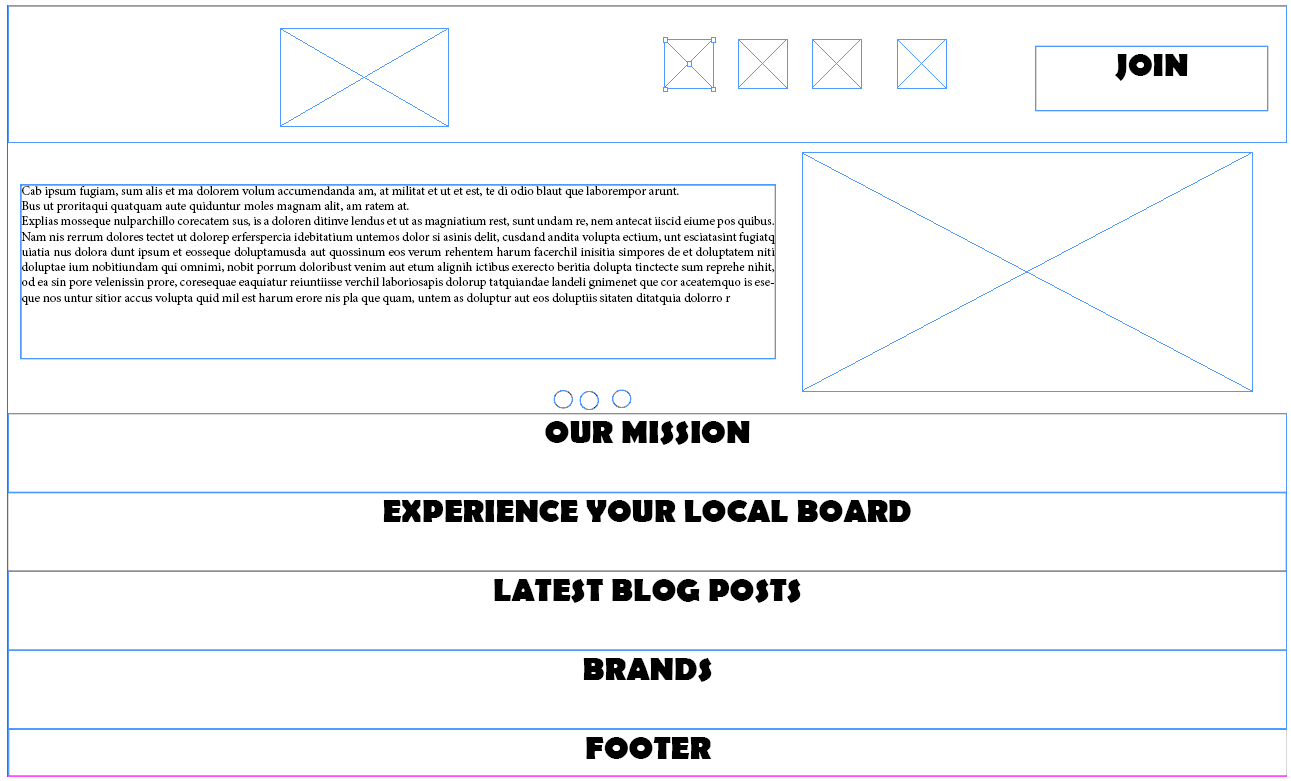 JOIN
Cab ipsum fugiam, sum alis et ma dolorem volum accumendanda am, at militat et ut et est, te di odio blaut que laborempor arunt.
Bus ut proritaqui quatquam aute quiduntur moles magnam alit, am ratem at.
Explias mosseque nulparchillo corecatem sus, is a doloren ditinve lendus et ut as magniatium rest, sunt undam re, nem antecat iiscid eiume pos quibus.
Nam nis rerrum dolores tectet ut dolorep erferspercia idebitatium untemos dolor si asinis delit, cusdand andita volupta ectium, unt esciatasint fugiatq
uiatia nus dolora dunt ipsum et eosseque doluptamusda aut quossinum eos verum rehentem harum facerchil inisitia simpores de et doluptatem niti
doluptae ium nobitiundam qui omnimi, nobit porrum doloribust venim aut etum alignih ictibus exerecto beritia dolupta tinctecte sum reprehe nihit,
od ea sin pore velenissin prore, coresequae eaquiatur reiuntiisse verchil laboriosapis dolorup tatquiandae landeli gnimenet que cor aceatemquo is ese-
que nos untur sitior accus volupta quid mil est harum erore nis pla que quam, untem as doluptur aut eos doluptiis sitaten ditatquia dolorro r
OUR MISSION
EXPERIENCE YOUR LOCAL BOARD
LATEST BLOG POSTS
BRANDS
FOOTER